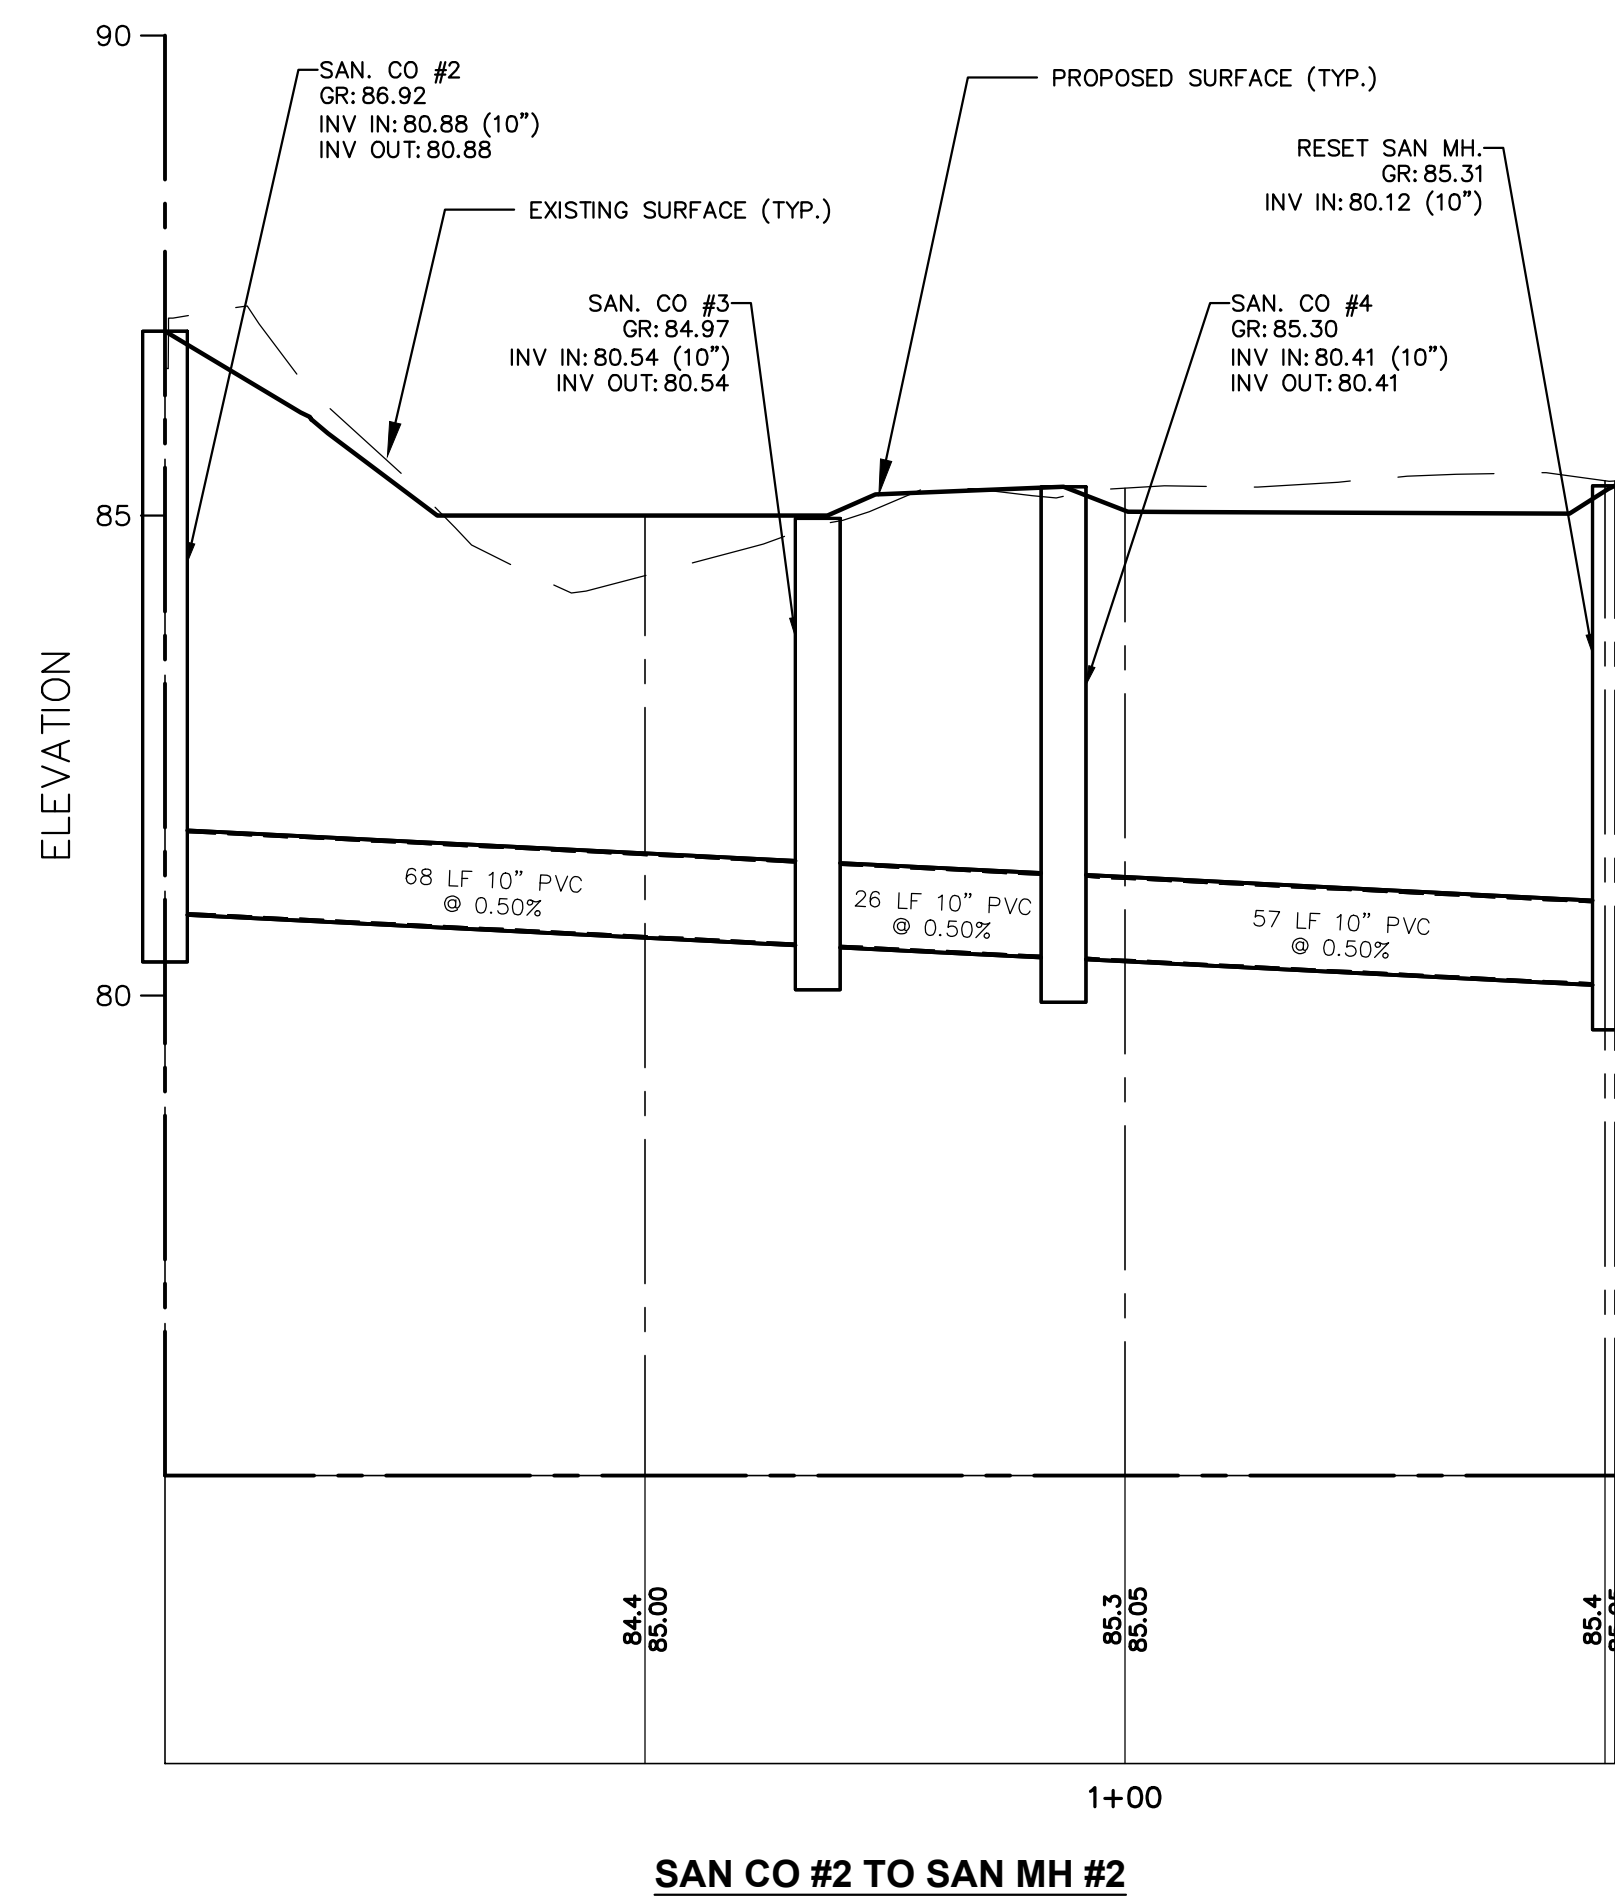 90
SAN. CO #2
GR: 86.92
INV IN: 80.88 (10”)
INV OUT: 80.88
PROPOSED SURFACE (TYP.)
RESET SAN MH.
GR: 85.31
INV IN: 80.12 (10”)
EXISTING SURFACE (TYP.)
SAN. CO #3
GR: 84.97
INV IN: 80.54 (10”)
INV OUT: 80.54
SAN. CO #4
GR: 85.30
INV IN: 80.41 (10”)
INV OUT: 80.41
85
ELEVATION
68 LF 10” PVC
@ 0.50%
26 LF 10” PVC
@ 0.50%
57 LF 10” PVC
@ 0.50%
80
84.4
85.00
85.3
85.05
85.4
1+00
SAN CO #2 TO SAN MH #2